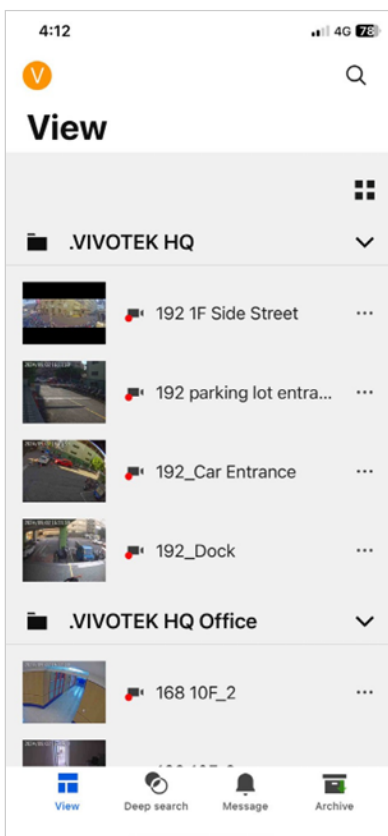 4:12
4G 78
V
View
.VIVOTEK HQ
192 1F Side Street
192 parking lot entra...
192_Car Entrance
192_Dock
.VIVOTEK HQ Office
168 10F_2
View Deep search Message Archive